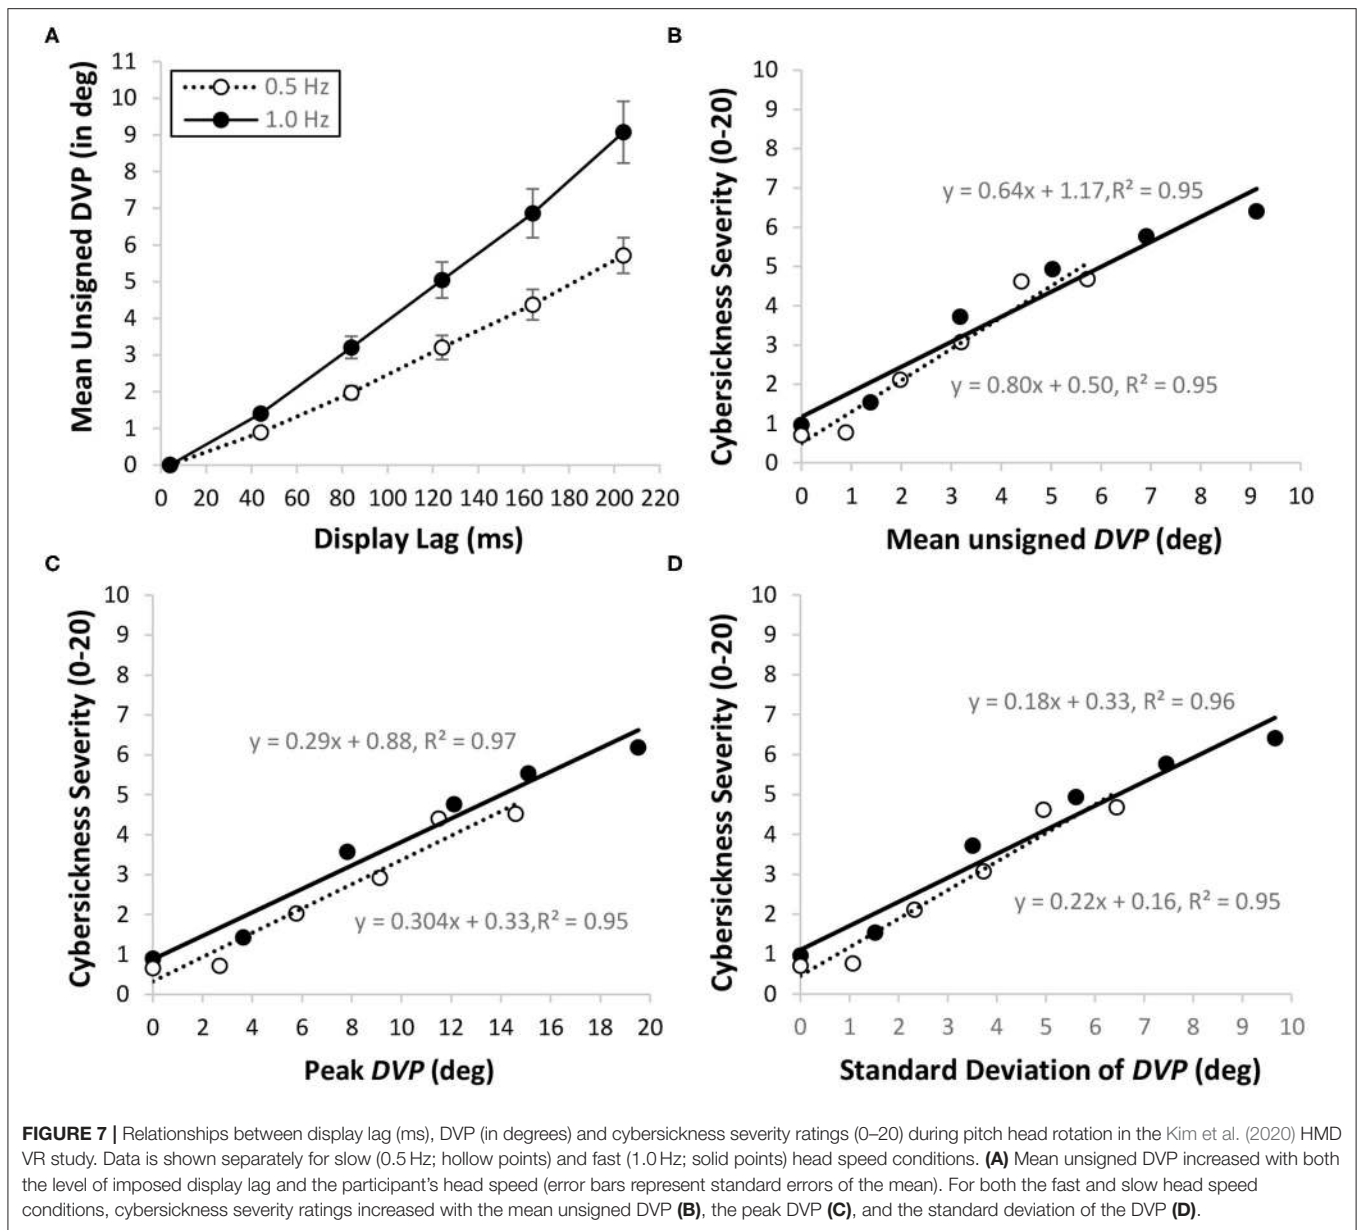 A
Mean Unsigned DVP (in deg)
11
10
9
8
7
6
5
4
3
2
1
0
0.5 Hz
1.0 Hz
0 20 40 60 80 100 120 140 160 180 200 220
Display Lag (ms)
B
Cybersickness Severity (0-20)
10
9
8
7
6
5
4
3
2
1
0
y = 0.64x + 1.17,R² = 0.95
y = 0.80x + 0.50, R² = 0.95
0 1 2 3 4 5 6 7 8 9 10
Mean unsigned DVP (deg)
C
Cybersickness Severity (0-20)
10
9
8
7
6
5
4
3
2
1
0
y = 0.29x + 0.88, R² = 0.97
y = 0.304x + 0.33,R² = 0.95
0 2 4 6 8 10 12 14 16 18 20
Peak DVP (deg)
D
Cybersickness Severity (0-20)
10
9
8
7
6
5
4
3
2
1
0
y = 0.18x + 0.33, R² = 0.96
y = 0.22x + 0.16, R² = 0.95
0 1 2 3 4 5 6 7 8 9 10
Standard Deviation of DVP (deg)
FIGURE 7 | Relationships between display lag (ms), DVP (in degrees) and cybersickness severity ratings (0–20) during pitch head rotation in the Kim et al. (2020) HMD
VR study. Data is shown separately for slow (0.5 Hz; hollow points) and fast (1.0 Hz; solid points) head speed conditions. (A) Mean unsigned DVP increased with both
the level of imposed display lag and the participant's head speed (error bars represent standard errors of the mean). For both the fast and slow head speed
conditions, cybersickness severity ratings increased with the mean unsigned DVP (B), the peak DVP (C), and the standard deviation of the DVP (D).